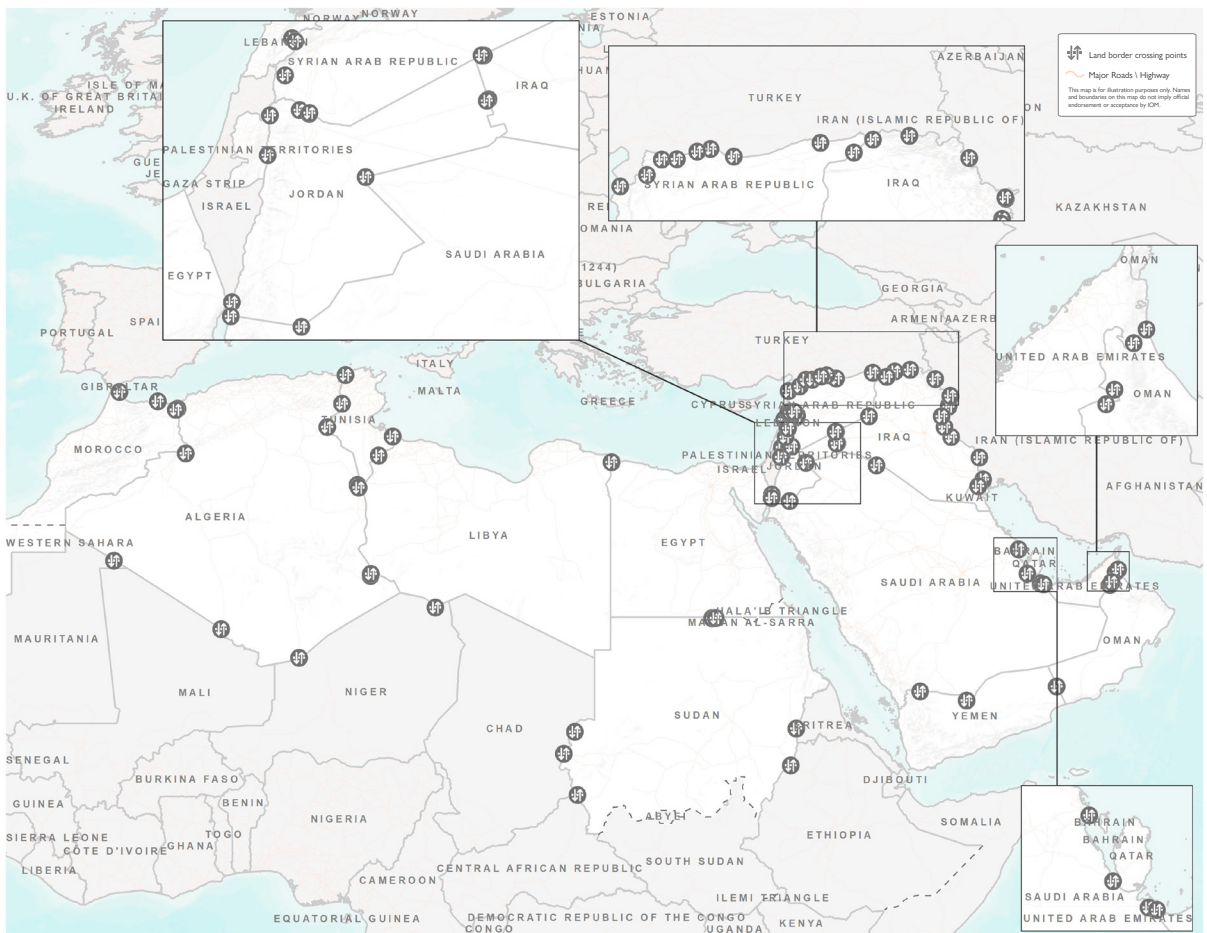 NORWAY
NORWAY
ESTONIA
LEBANON
SYRIAN ARAB REPUBLIC
IRAQ
PALESTINIAN TERRITORIES
GAZA STRIP
JORDAN
ISRAEL
EGYPT
SAUDI ARABIA
AZERBAIJAN
TURKEY
IRAN (ISLAMIC REPUBLIC OF)
SYRIAN ARAB REPUBLIC
IRAQ
Land border crossing points
Major Roads \ Highway
This map is for illustration purposes only. Names
and boundaries on this map do not imply official
endorsement or acceptance by IOM.
ISLE OF MA
U.K. OF GREAT BRITAI
IRELAND
GUE
JE
HUAN
OMANIA
1244)
BULGARIA
KAZAKHSTAN
GEORGIA
ARMENIA
AZERB
OMAN
UNITED ARAB EMIRATES
OMAN
PORTUGAL
SPAI
GIBRALTAR
ITALY
MALTA
GREECE
TURKEY
CYPRUS
SYRIAN ARAB REPUBLIC
LEBANON
IRAQ
IRAN (ISLAMIC REPUBLIC OF)
PALESTINIAN TERRITORIES
ISRAEL
JORDAN
KUWAIT
AFGHANISTAN
MOROCCO
TUNISIA
ALGERIA
LIBYA
EGYPT
WESTERN SAHARA
SAUDI ARABIA
BAHRAIN
QATAR
UNITED ARAB EMIRATES
HALA'IB TRIANGLE
MA'TAN AL-SARRA
OMAN
MAURITANIA
MALI
NIGER
CHAD
SUDAN
ERITREA
YEMEN
SENEGAL
BURKINA FASO
GUINEA
BENIN
NIGERIA
SIERRA LEONE
CÔTE D'IVOIRE
GHANA
TOGO
LIBERIA
CAMEROON
CENTRAL AFRICAN REPUBLIC
ABYEI
SOUTH SUDAN
ETHIOPIA
DJIBOUTI
SOMALIA
ILEMI TRIANGLE
EQUATORIAL GUINEA
DEMOCRATIC REPUBLIC OF THE CONGO
CONGO
UGANDA
KENYA
BAHRAIN
BAHRAIN
QATAR
SAUDI ARABIA
UNITED ARAB EMIRATES